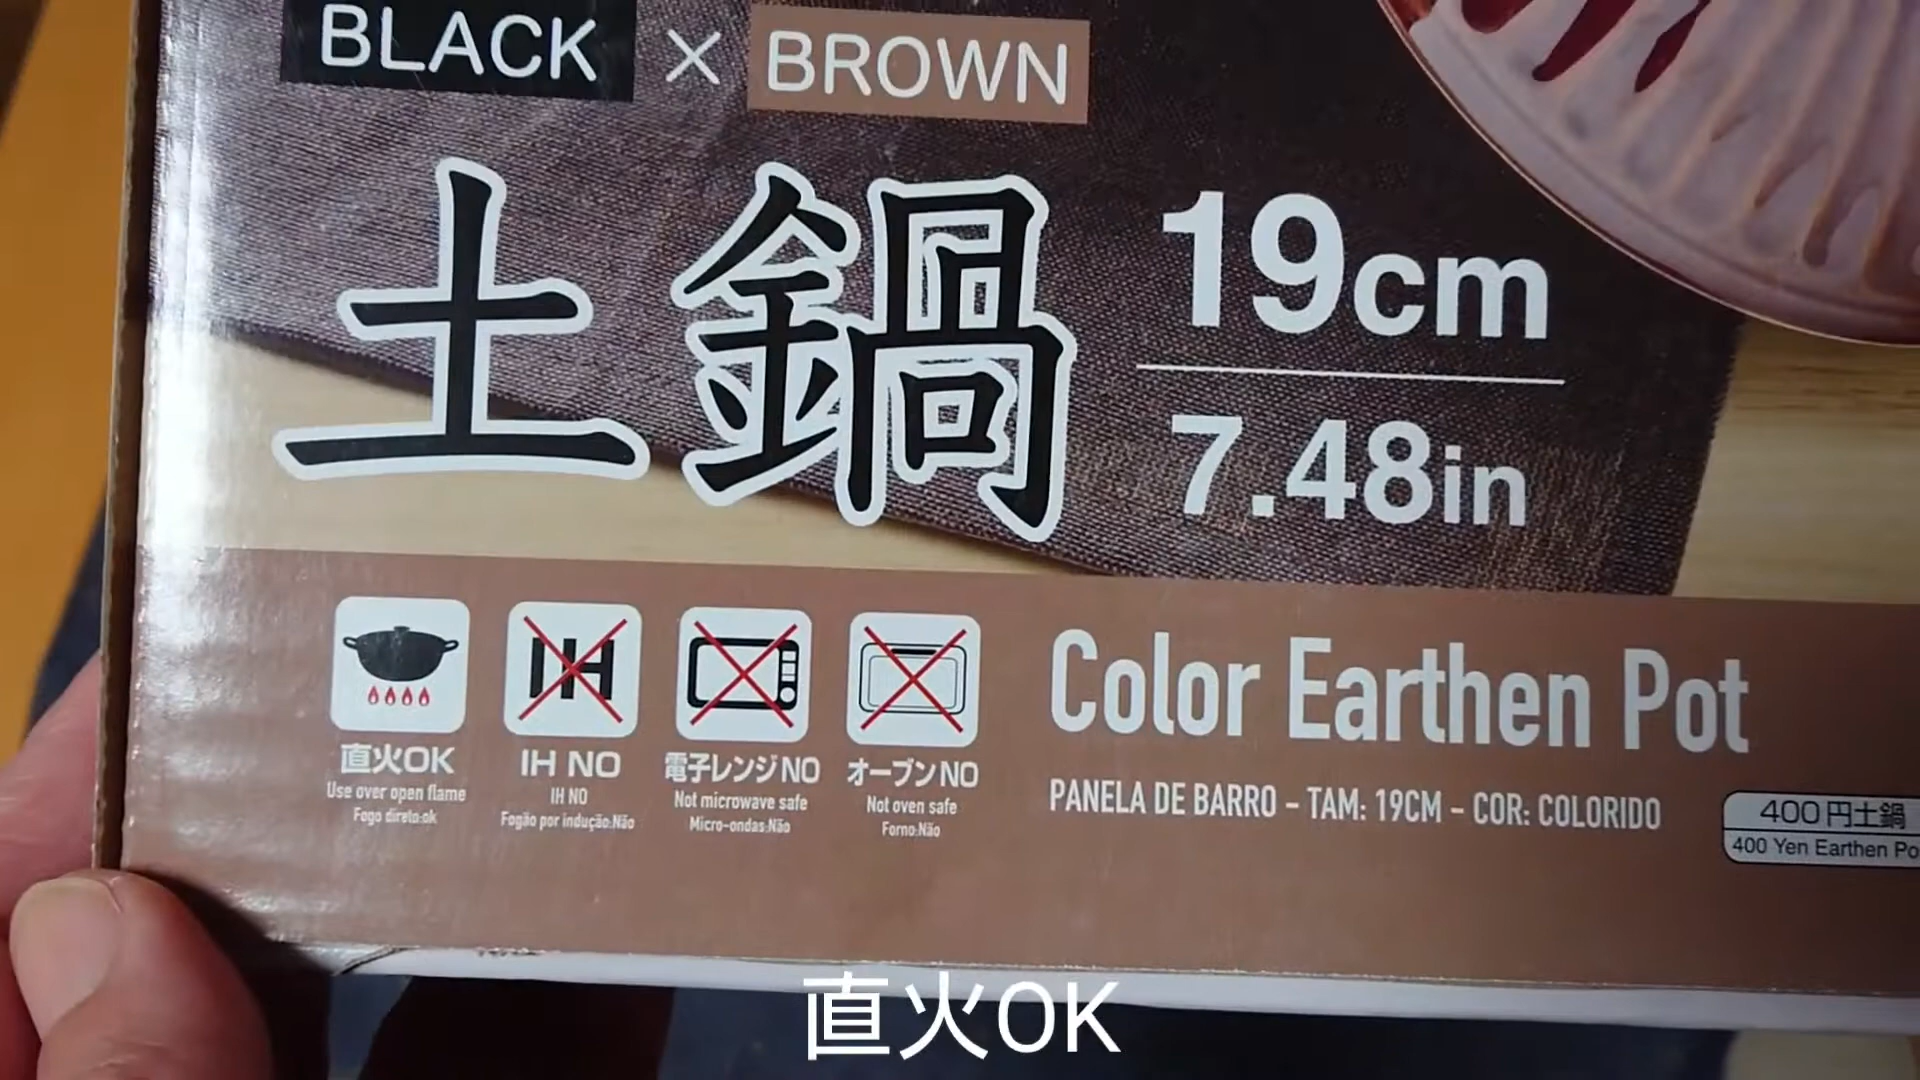 BLACK × BROWN
土鍋
19cm
7.48in
IH
直火OK
Use over open flame
Fogo direto:ok
IH NO
IH NO
Fogão por indução:Não
電子レンジNO
Not microwave safe
Micro-ondas:Não
オーブンNO
Not oven safe
Forno:Não
Color Earthen Pot
PANELA DE BARRO - TAM: 19CM - COR: COLORIDO
400円土鍋
400 Yen Earthen Po
直火OK